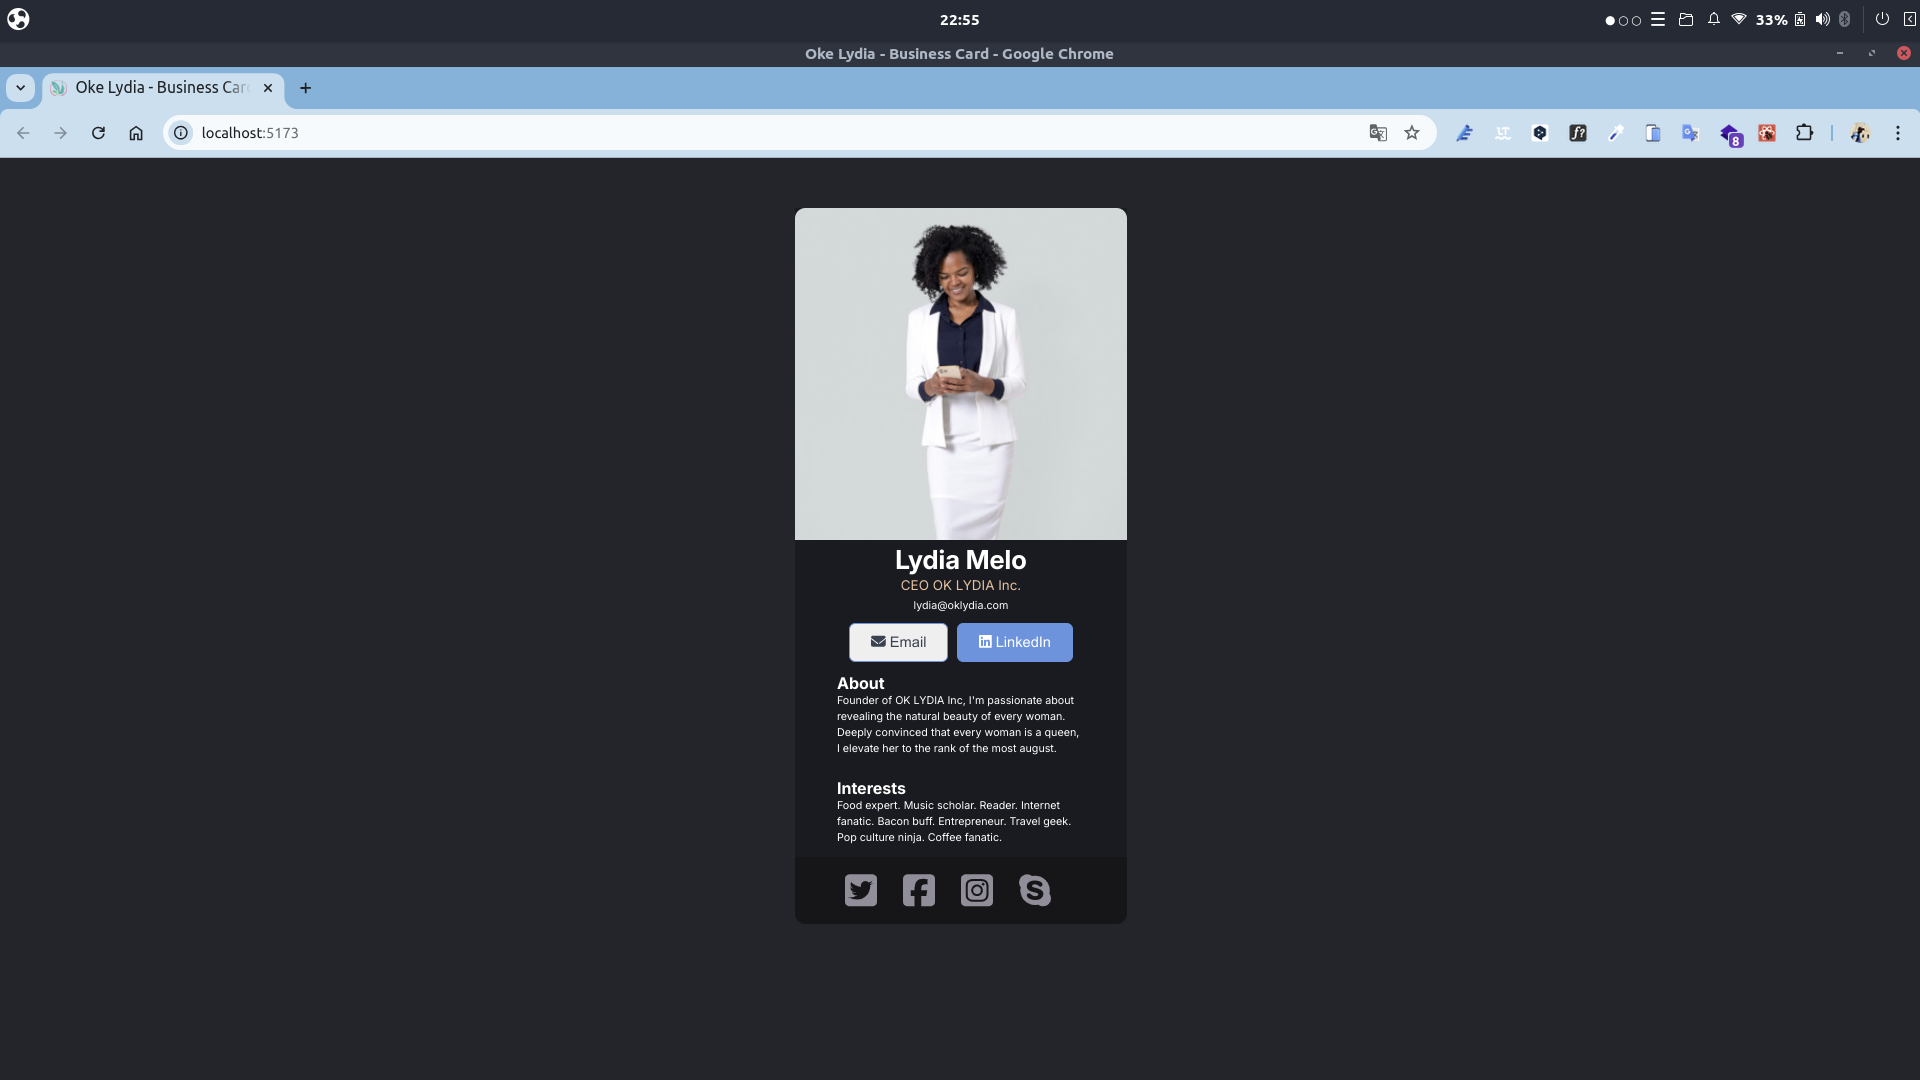 22:55
33%
Oke Lydia - Business Card - Google Chrome
Oke Lydia - Business Car
localhost:5173
8
Lydia Melo
CEO OK LYDIA Inc.
lydia@oklydia.com
Email
LinkedIn
About
Founder of OK LYDIA Inc, I'm passionate about
revealing the natural beauty of every woman.
Deeply convinced that every woman is a queen,
I elevate her to the rank of the most august.
Interests
Food expert. Music scholar. Reader. Internet
fanatic. Bacon buff. Entrepreneur. Travel geek.
Pop culture ninja. Coffee fanatic.